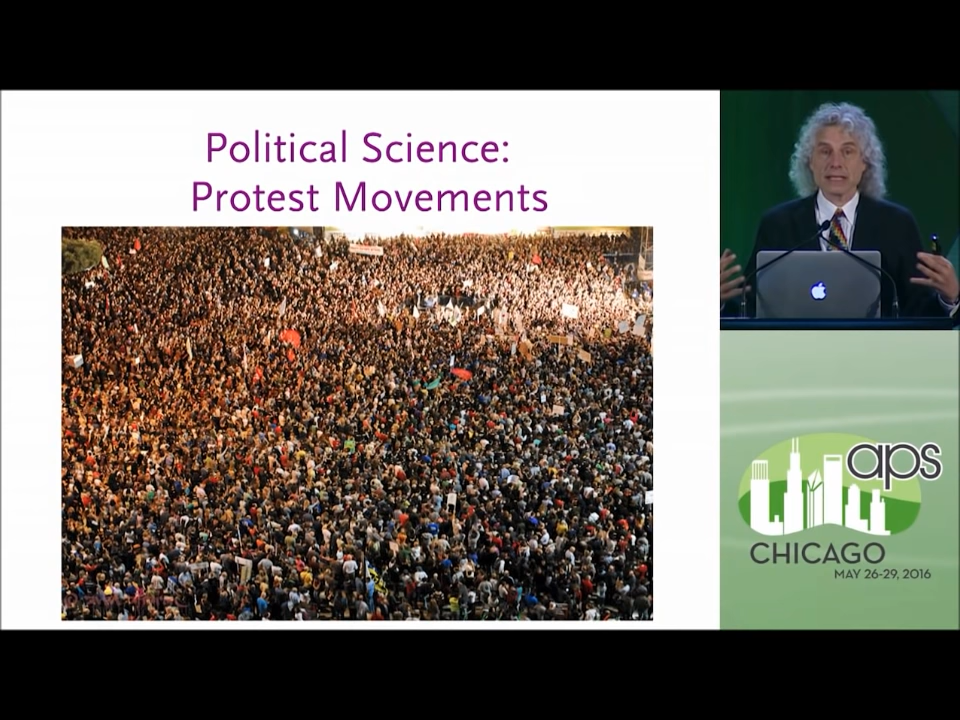 Political Science:
Protest Movements
aps
CHICAGO
MAY 26-29, 2016